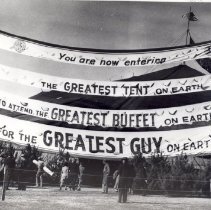 You are now entering
THE GREATEST TENT ON EARTH
TO ATTEND THE GREATEST BUFFET ON EARTH
FOR THE GREATEST GUY ON EARTH